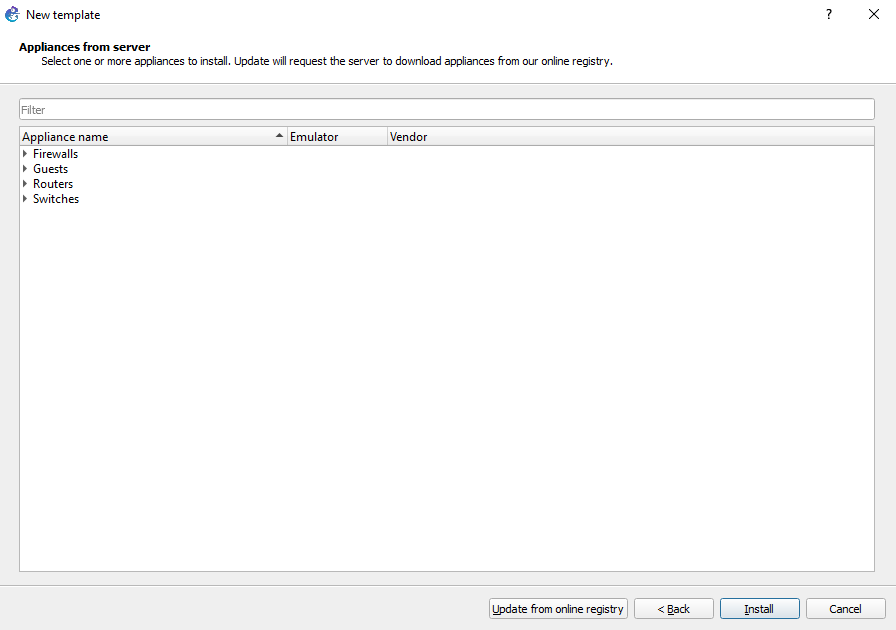 New template
?
Appliances from server
Select one or more appliances to install. Update will request the server to download appliances from our online registry.
Filter
Appliance name Emulator Vendor
Firewalls
Guests
Routers
Switches
Update from online registry < Back Install Cancel